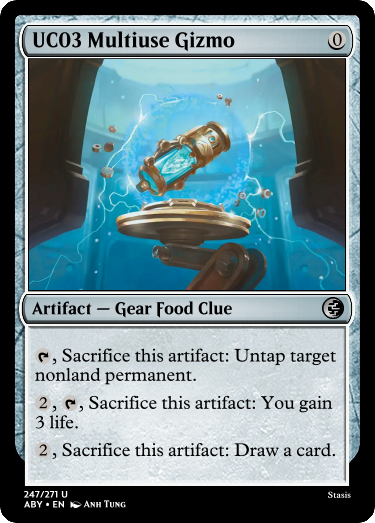 UC03 Multiuse Gizmo 0
Artifact — Gear Food Clue
, Sacrifice this artifact: Untap target
nonland permanent.
2, , Sacrifice this artifact: You gain
3 life.
2, Sacrifice this artifact: Draw a card.
247/271 U Stasis
ABY • EN Anh Tung